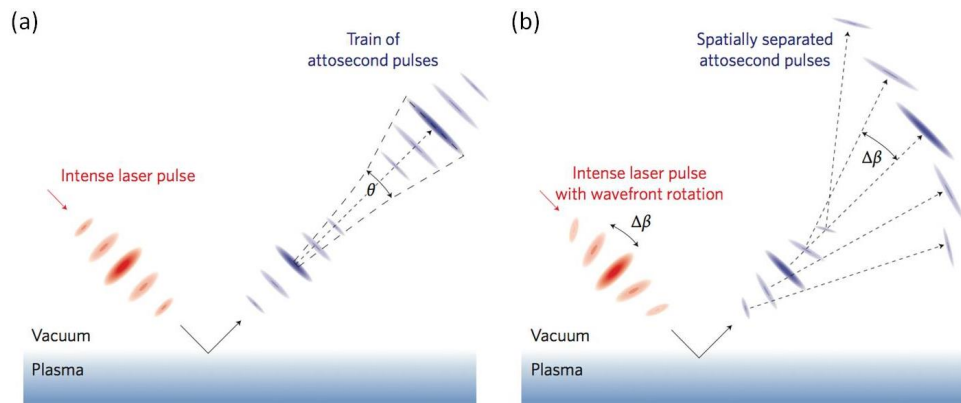 (a)
Train of
attosecond pulses
Intense laser pulse
θ
Vacuum
Plasma
(b)
Spatially separated
attosecond pulses
Δβ
Intense laser pulse
with wavefront rotation
Δβ
Vacuum
Plasma